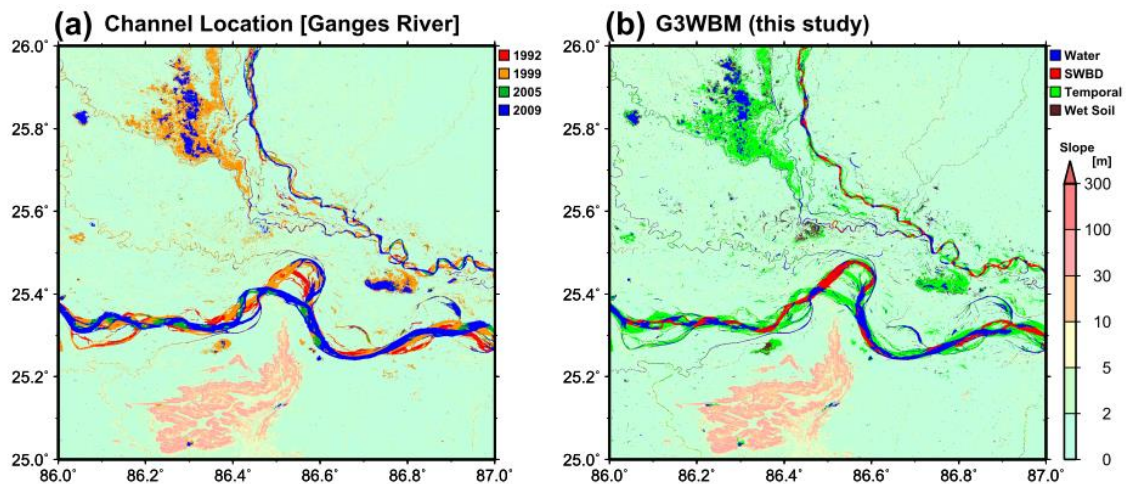 (a) Channel Location [Ganges River]
26.0°
25.8°
25.6°
25.4°
25.2°
25.0°
86.0° 86.2° 86.4° 86.6° 86.8° 87.0°
1992
1999
2005
2009
(b) G3WBM (this study)
26.0°
25.8°
25.6°
25.4°
25.2°
25.0°
86.0° 86.2° 86.4° 86.6° 86.8° 87.0°
Water
SWBD
Temporal
Wet Soil
Slope
[m]
300
100
30
10
5
2
0